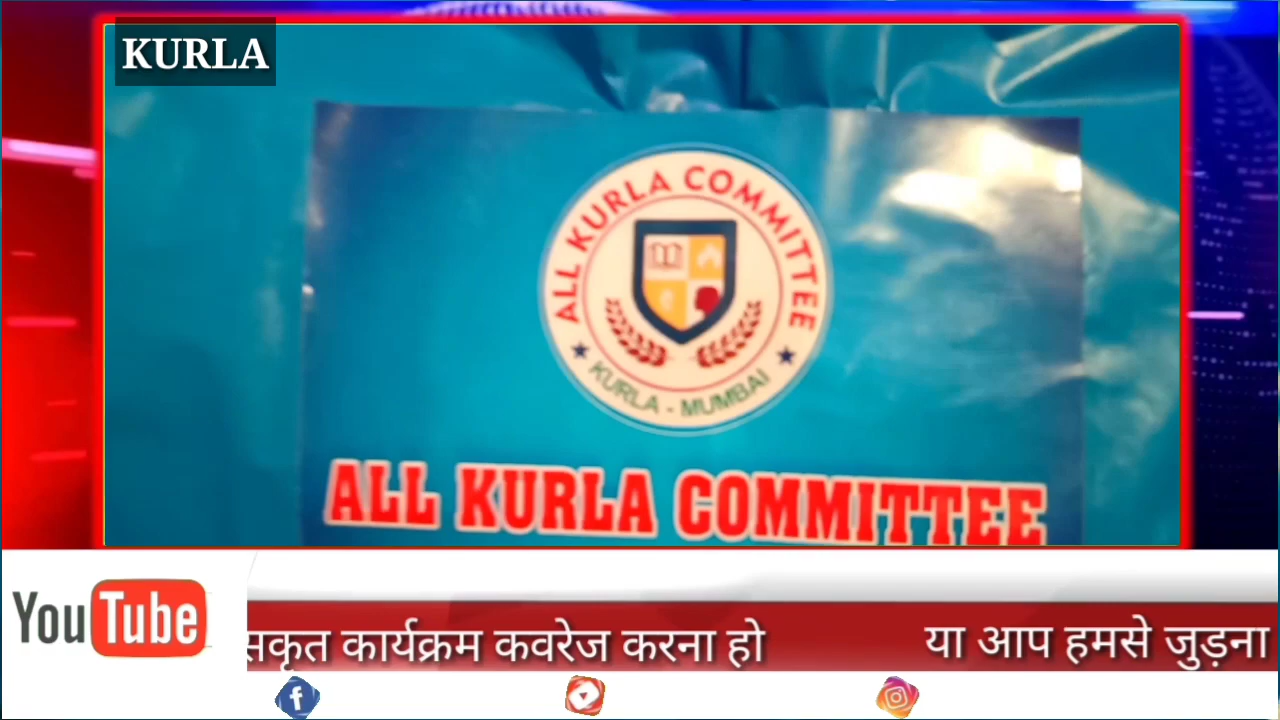 KURLA
ALL KURLA COMMITTEE
KURLA - MUMBAI
ALL KURLA COMMITTEE
YouTube
सकृत कार्यक्रम कवरेज करना हो या आप हमसे जुड़ना